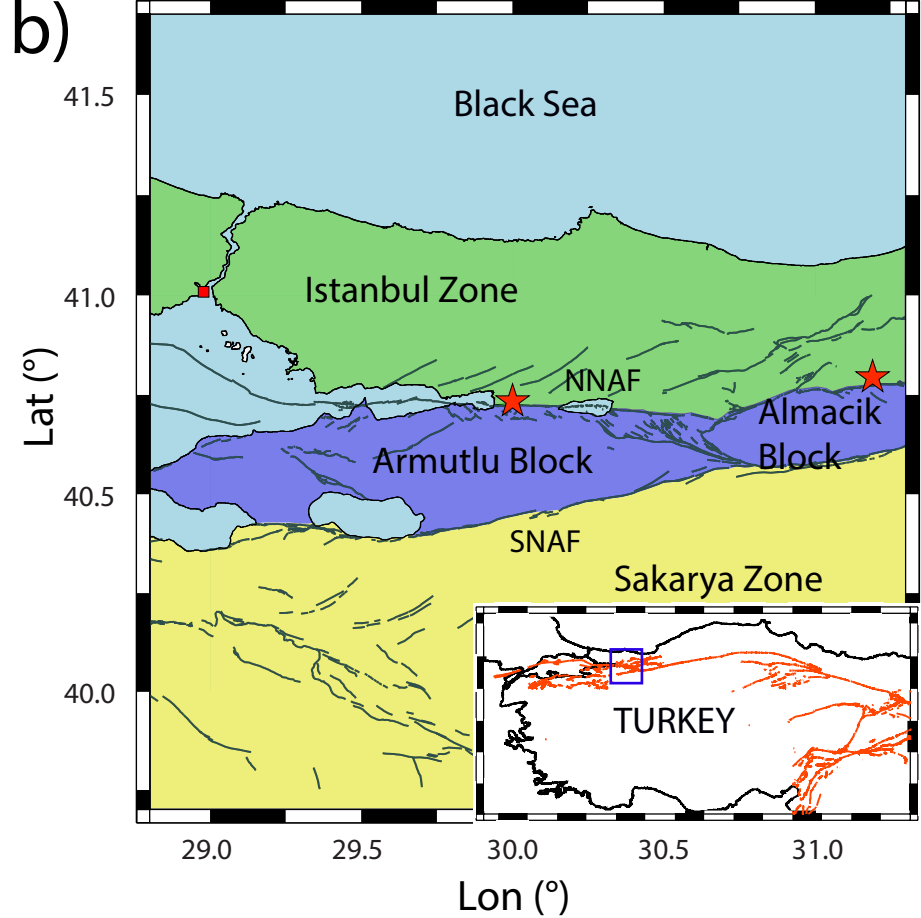 b)
41.5
Black Sea
41.0
Istanbul Zone
Lat (°)
NNAF
Almacik
Block
Armutlu Block
40.5
SNAF
Sakarya Zone
40.0
TURKEY
29.0
29.5
30.0
30.5
31.0
Lon (°)